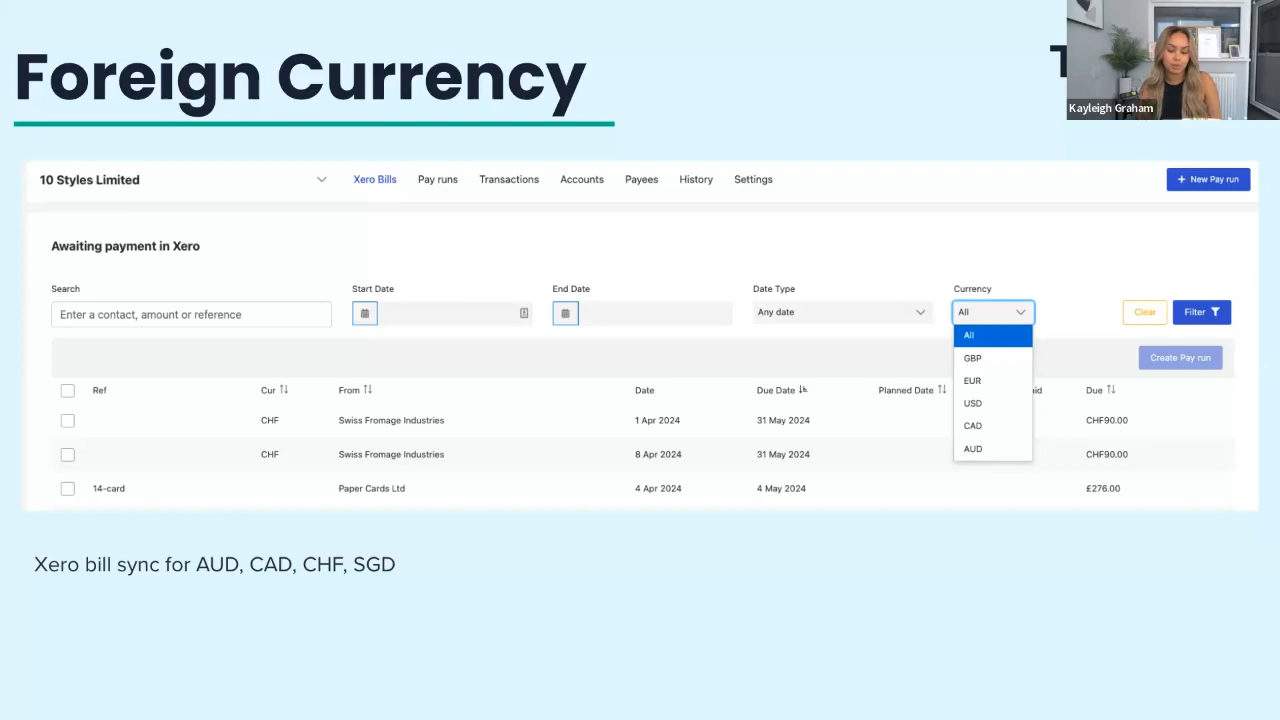 Foreign Currency
T
Kayleigh Graham
10 Styles Limited Xero Bills Pay runs Transactions Accounts Payees History Settings + New Pay run
Awaiting payment in Xero
Search Start Date End Date Date Type Currency
Enter a contact, amount or reference Any date All Clear Filter
All
GBP
EUR
USD
CAD
AUD
Create Pay run
Ref Cur From Date Due Date Planned Date id Due
CHF Swiss Fromage Industries 1 Apr 2024 31 May 2024 CHF90.00
CHF Swiss Fromage Industries 8 Apr 2024 31 May 2024 CHF90.00
14-card Paper Cards Ltd 4 Apr 2024 4 May 2024 £276.00
Xero bill sync for AUD, CAD, CHF, SGD